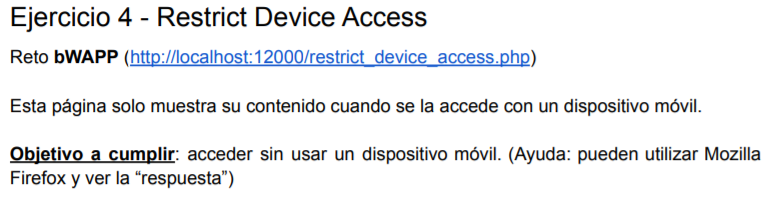 Ejercicio 4 - Restrict Device Access
Reto bWAPP (http://localhost:12000/restrict_device_access.php)
Esta página solo muestra su contenido cuando se la accede con un dispositivo móvil.
Objetivo a cumplir: acceder sin usar un dispositivo móvil. (Ayuda: pueden utilizar Mozilla
Firefox y ver la “respuesta”)